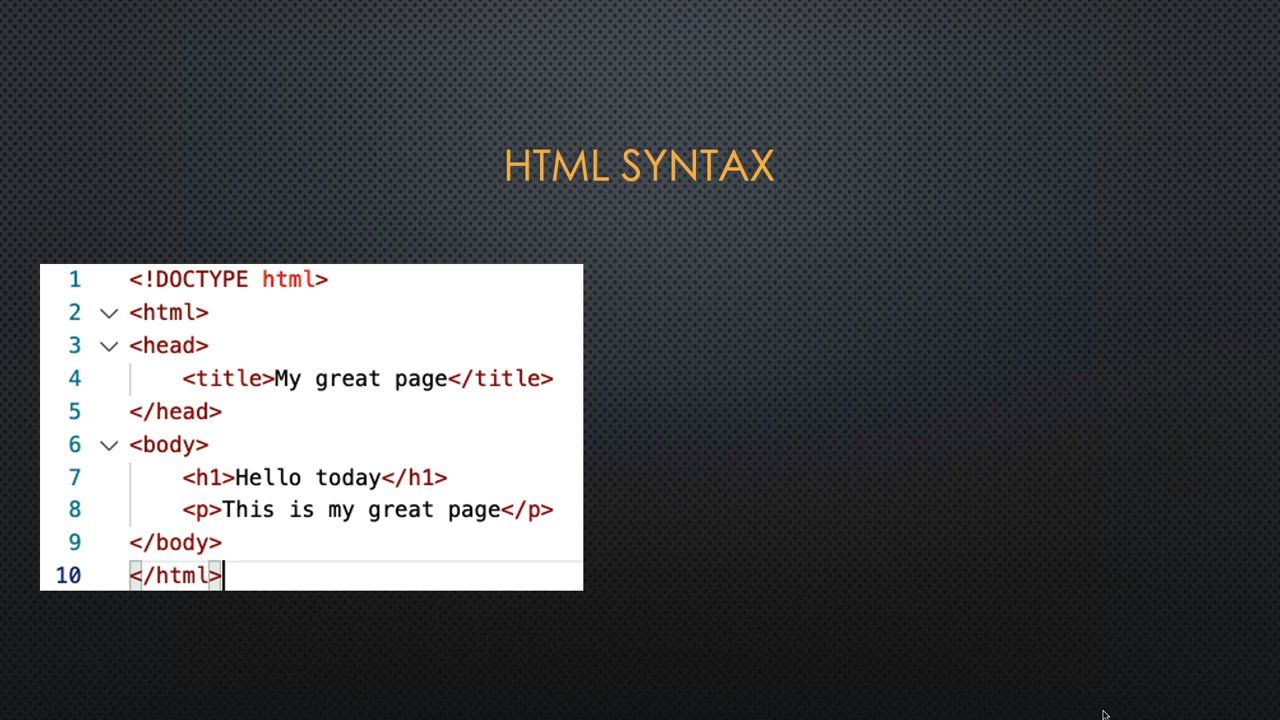 HTML SYNTAX
1 <!DOCTYPE html>
2 <html>
3 <head>
4 <title>My great page</title>
5 </head>
6 <body>
7 <h1>Hello today</h1>
8 <p>This is my great page</p>
9 </body>
10 </html>